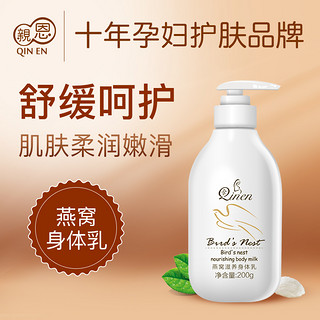 親恩
QIN EN
十年孕妇护肤品牌
舒缓呵护
肌肤柔润嫩滑
燕窝
身体乳
Qinen
Bird's Nest
Bird's nest
nourishing body milk
燕窝滋养身体乳
净含量:200g